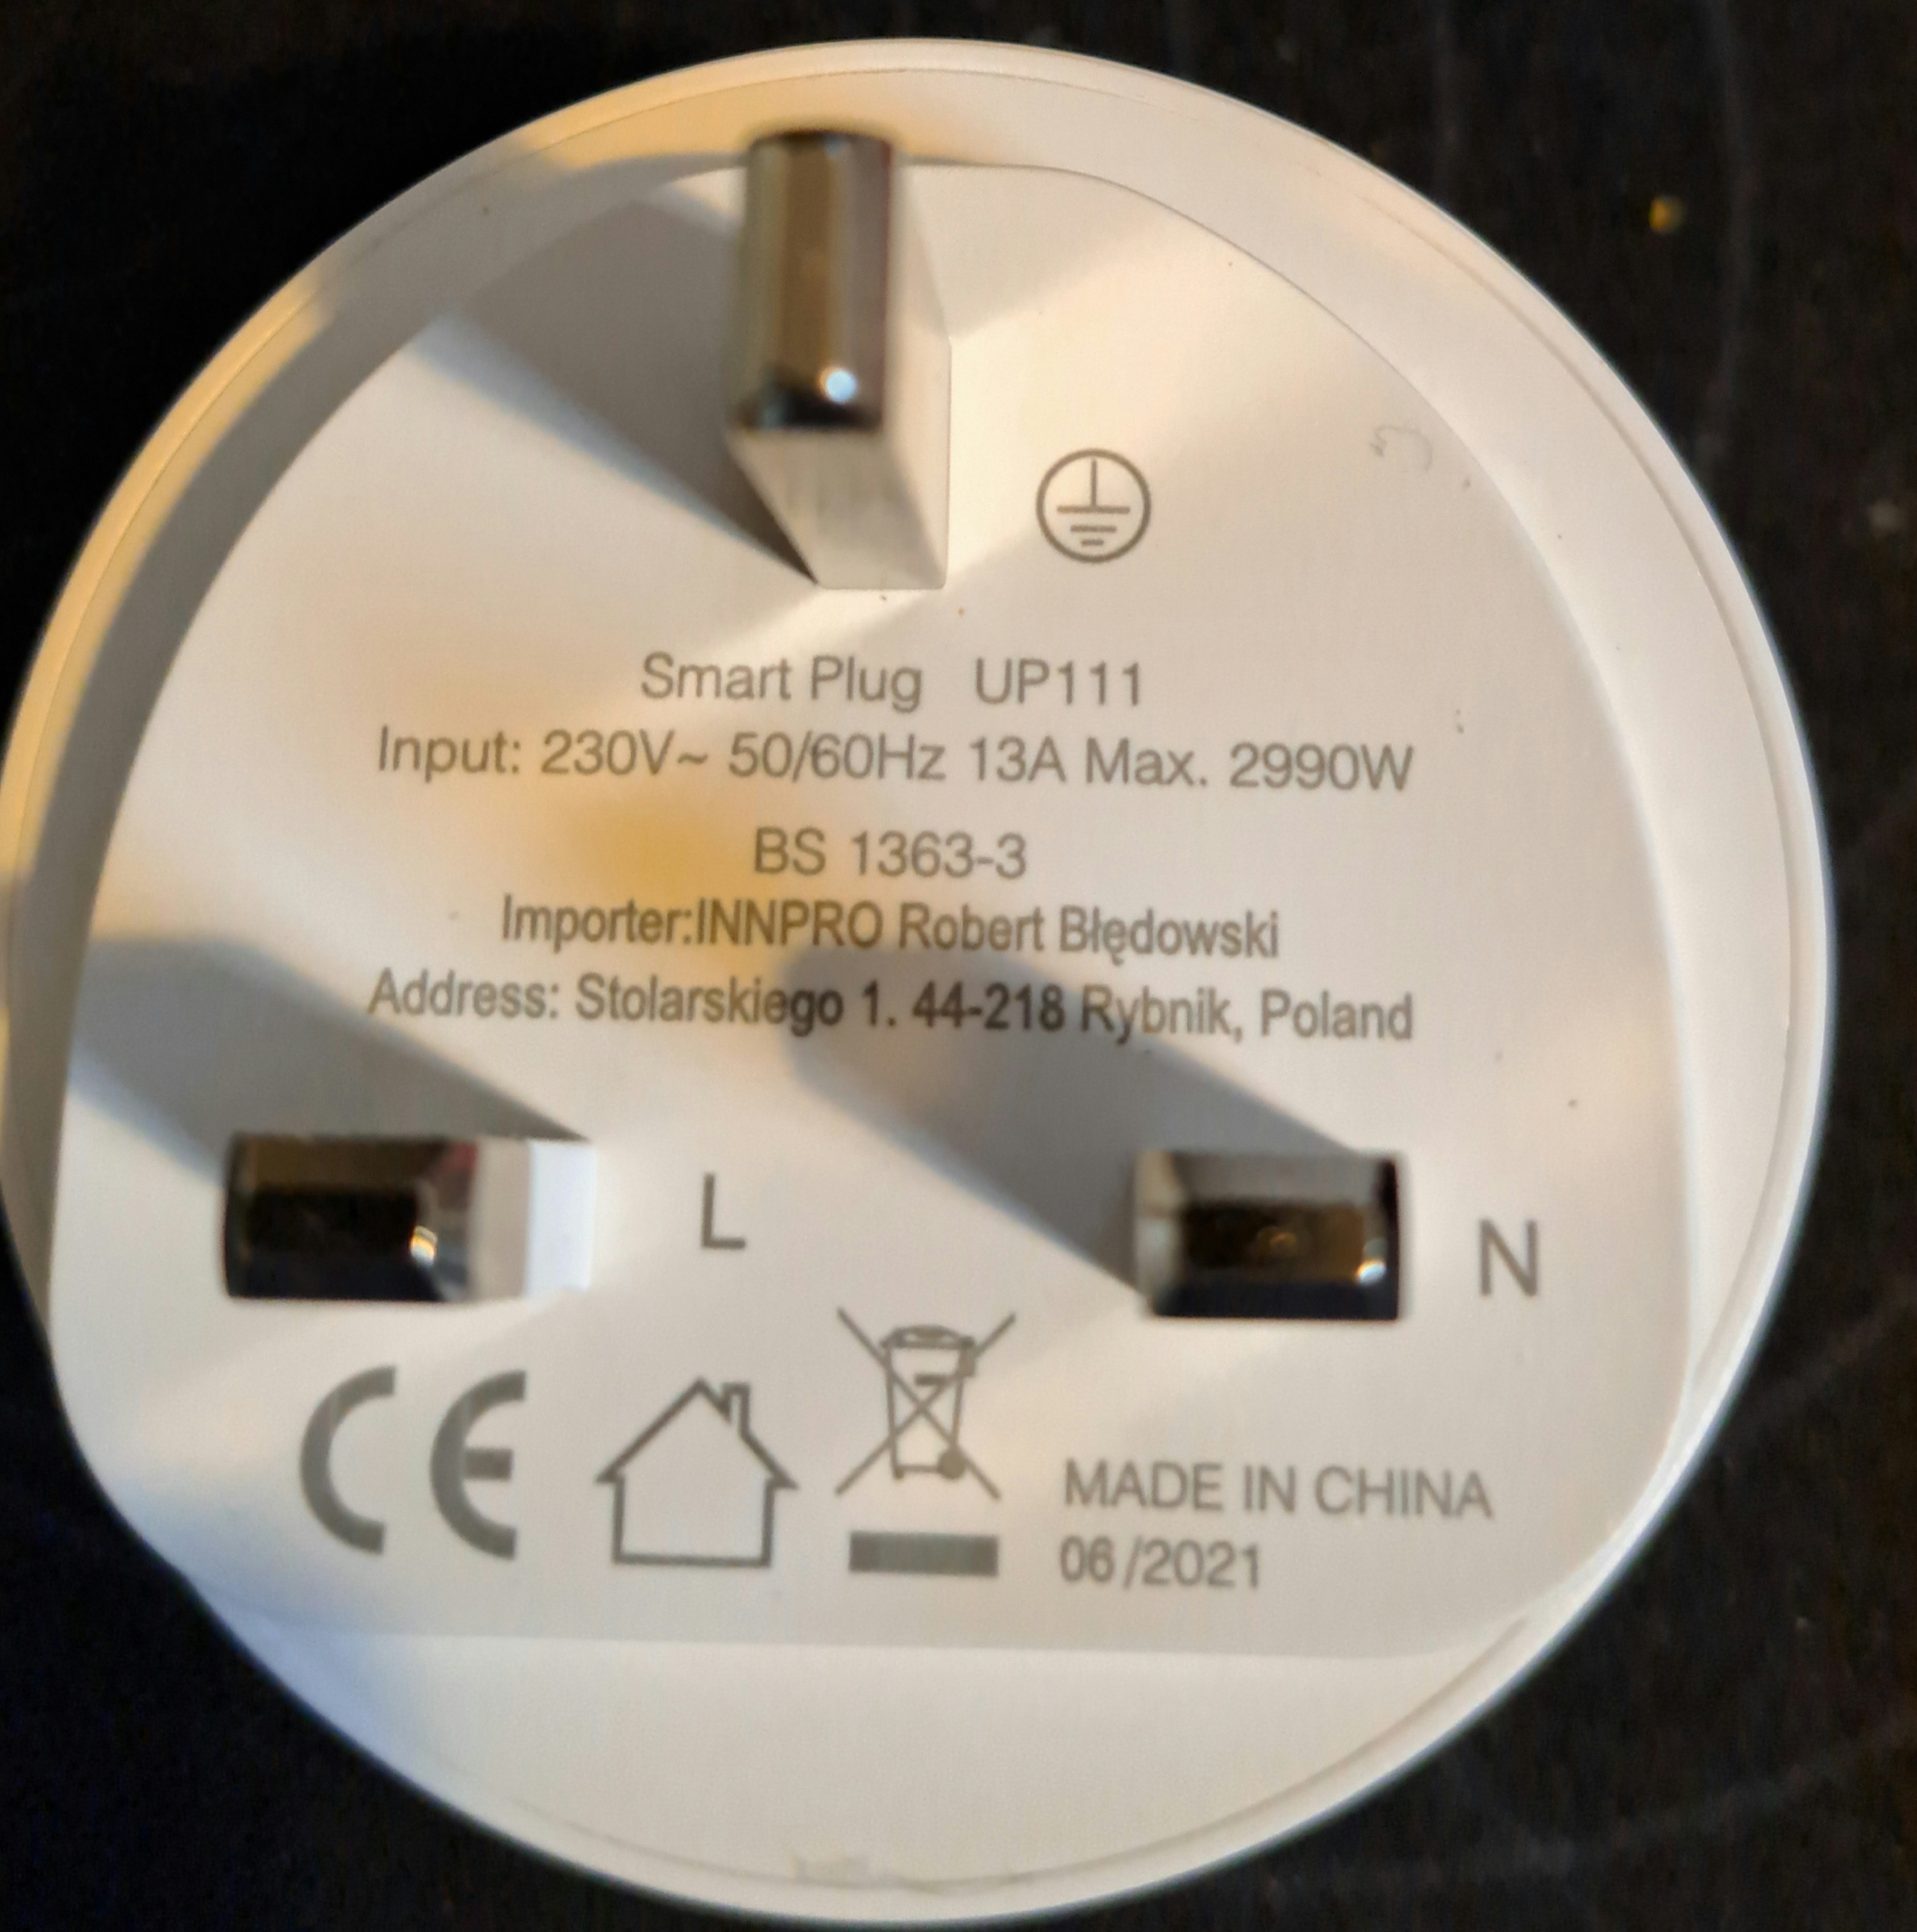 Smart Plug UP111
Input: 230V~ 50/60Hz 13A Max. 2990W
BS 1363-3
Importer:INNPRO Robert Błędowski
Address: Stolarskiego 1. 44-218 Rybnik, Poland
L
N
CE
MADE IN CHINA
06/2021